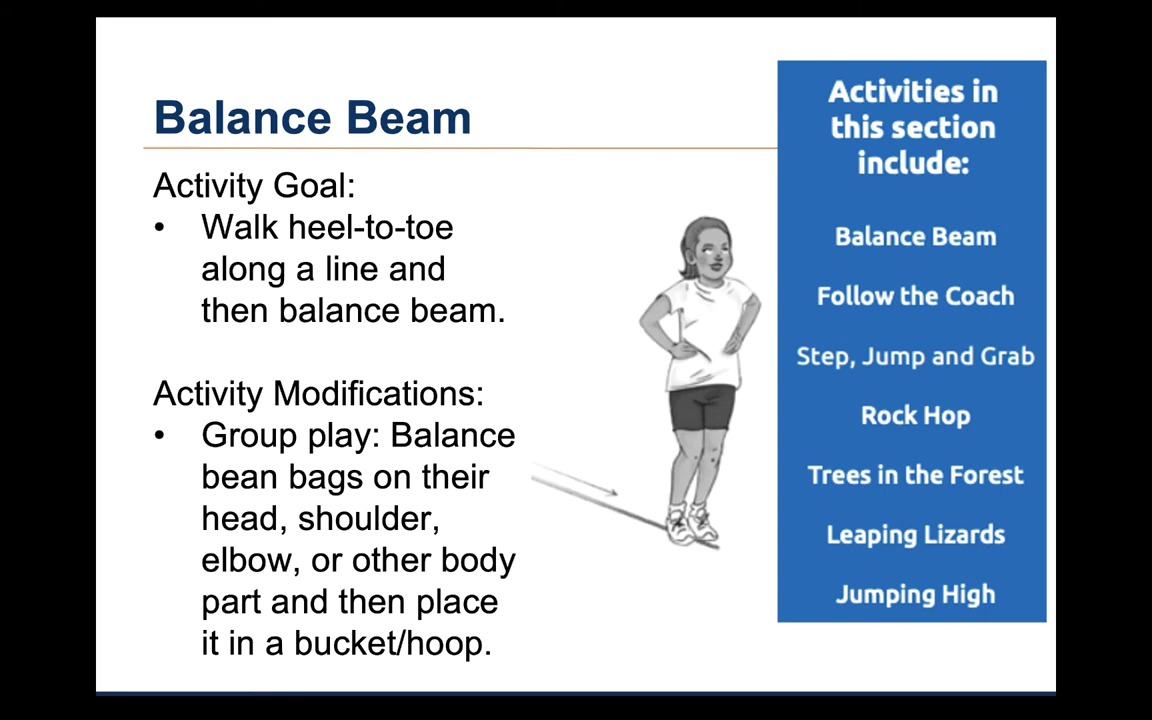 Balance Beam
Activity Goal:
• Walk heel-to-toe
along a line and
then balance beam.
Activity Modifications:
• Group play: Balance
bean bags on their
head, shoulder,
elbow, or other body
part and then place
it in a bucket/hoop.
Activities in
this section
include:
Balance Beam
Follow the Coach
Step, Jump and Grab
Rock Hop
Trees in the Forest
Leaping Lizards
Jumping High